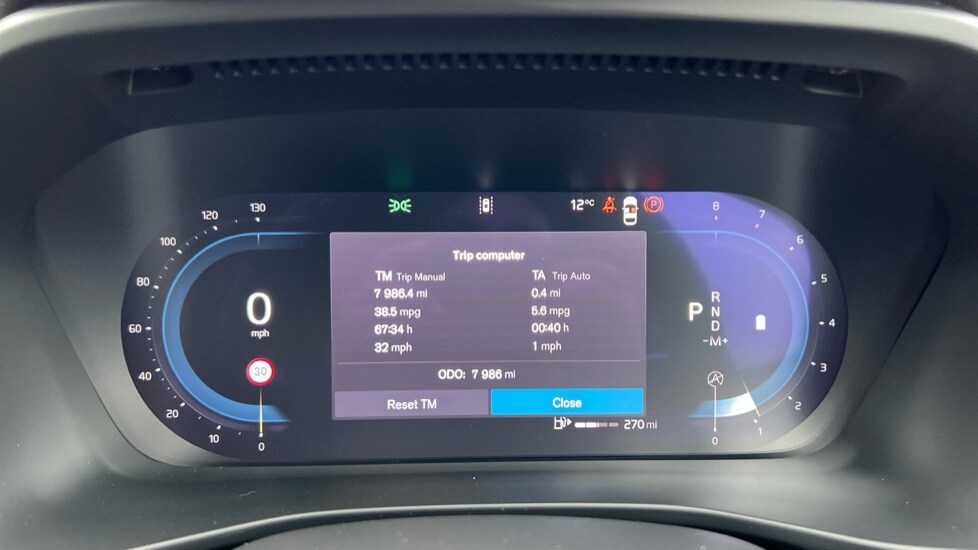 12°C
P
130
120
100
80
60
40
20
10
0
0
mph
30
Trip computer
TM Trip Manual
TA Trip Auto
7 986.4 mi
0.4 mi
38.5 mpg
5.6 mpg
67:34 h
00:40 h
32 mph
1 mph
ODO: 7 986 mi
Reset TM
Close
270 mi
P
R
N
D
-M+
A
8
7
6
5
4
3
2
1
0